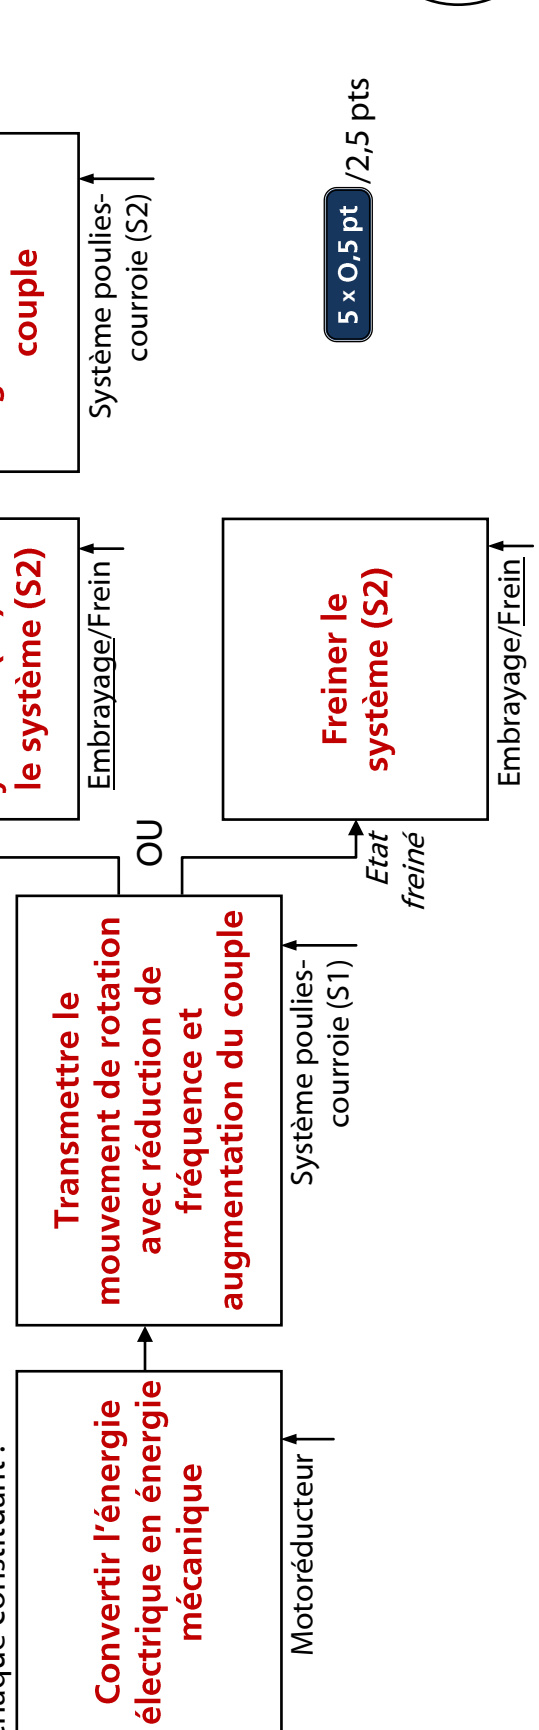 constituant :
Convertir l'énergie
électrique en énergie
mécanique
Motoréducteur
Transmettre le
mouvement de rotation
avec réduction de
fréquence et
augmentation du couple
Système poulies-
courroie (S1)
OU
le système (S2)
Embrayage/Frein
couple
Système poulies-
courroie (S2)
Etat
freiné
Freiner le
système (S2)
Embrayage/Frein
5 x 0,5 pt /2,5 pts